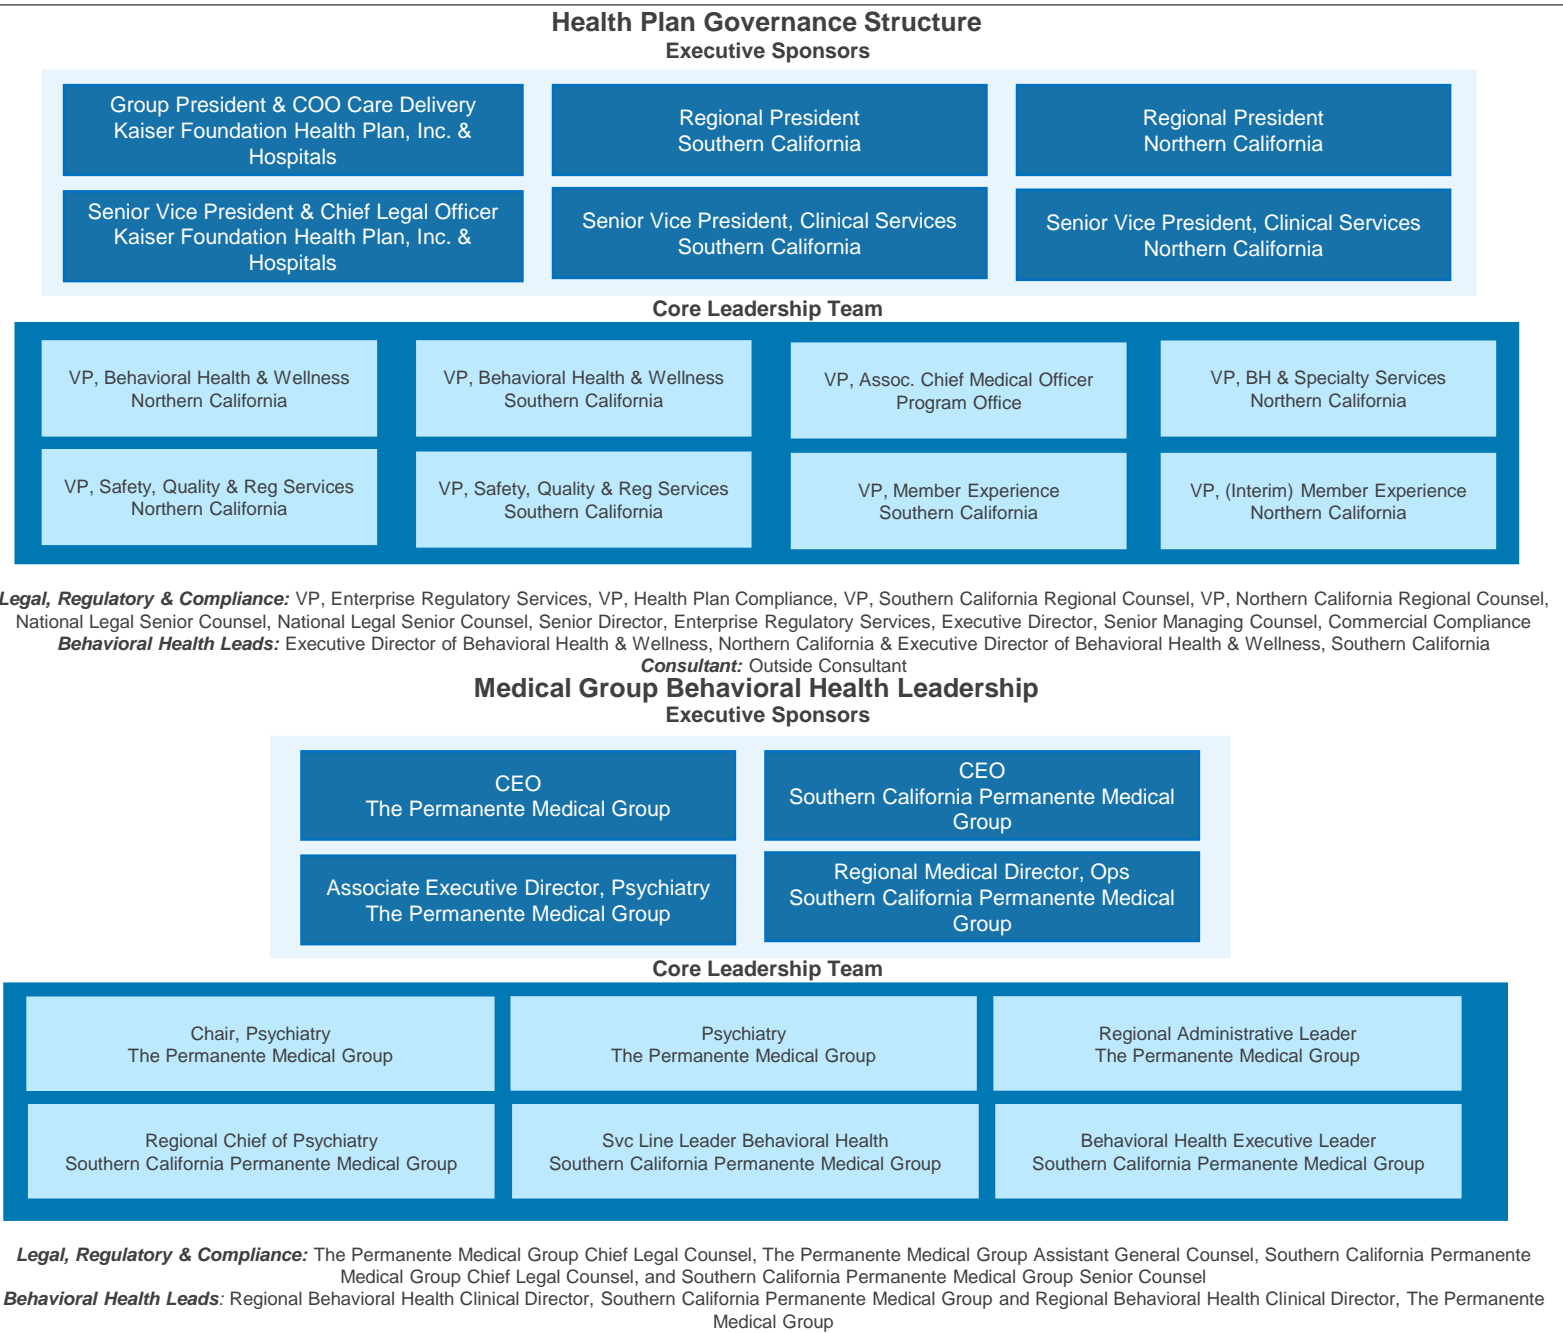 Health Plan Governance Structure
Executive Sponsors
Group President & COO Care Delivery
Kaiser Foundation Health Plan, Inc. &
Hospitals
Regional President
Southern California
Regional President
Northern California
Senior Vice President & Chief Legal Officer
Kaiser Foundation Health Plan, Inc. &
Hospitals
Senior Vice President, Clinical Services
Southern California
Senior Vice President, Clinical Services
Northern California
Core Leadership Team
VP, Behavioral Health & Wellness
Northern California
VP, Behavioral Health & Wellness
Southern California
VP, Assoc. Chief Medical Officer
Program Office
VP, BH & Specialty Services
Northern California
VP, Safety, Quality & Reg Services
Northern California
VP, Safety, Quality & Reg Services
Southern California
VP, Member Experience
Southern California
VP, (Interim) Member Experience
Northern California
Legal, Regulatory & Compliance: VP, Enterprise Regulatory Services, VP, Health Plan Compliance, VP, Southern California Regional Counsel, VP, Northern California Regional Counsel,
National Legal Senior Counsel, National Legal Senior Counsel, Senior Director, Enterprise Regulatory Services, Executive Director, Senior Managing Counsel, Commercial Compliance
Behavioral Health Leads: Executive Director of Behavioral Health & Wellness, Northern California & Executive Director of Behavioral Health & Wellness, Southern California
Consultant: Outside Consultant
Medical Group Behavioral Health Leadership
Executive Sponsors
CEO
The Permanente Medical Group
CEO
Southern California Permanente Medical
Group
Associate Executive Director, Psychiatry
The Permanente Medical Group
Regional Medical Director, Ops
Southern California Permanente Medical
Group
Core Leadership Team
Chair, Psychiatry
The Permanente Medical Group
Psychiatry
The Permanente Medical Group
Regional Administrative Leader
The Permanente Medical Group
Regional Chief of Psychiatry
Southern California Permanente Medical Group
Svc Line Leader Behavioral Health
Southern California Permanente Medical Group
Behavioral Health Executive Leader
Southern California Permanente Medical Group
Legal, Regulatory & Compliance: The Permanente Medical Group Chief Legal Counsel, The Permanente Medical Group Assistant General Counsel, Southern California Permanente
Medical Group Chief Legal Counsel, and Southern California Permanente Medical Group Senior Counsel
Behavioral Health Leads: Regional Behavioral Health Clinical Director, Southern California Permanente Medical Group and Regional Behavioral Health Clinical Director, The Permanente
Medical Group